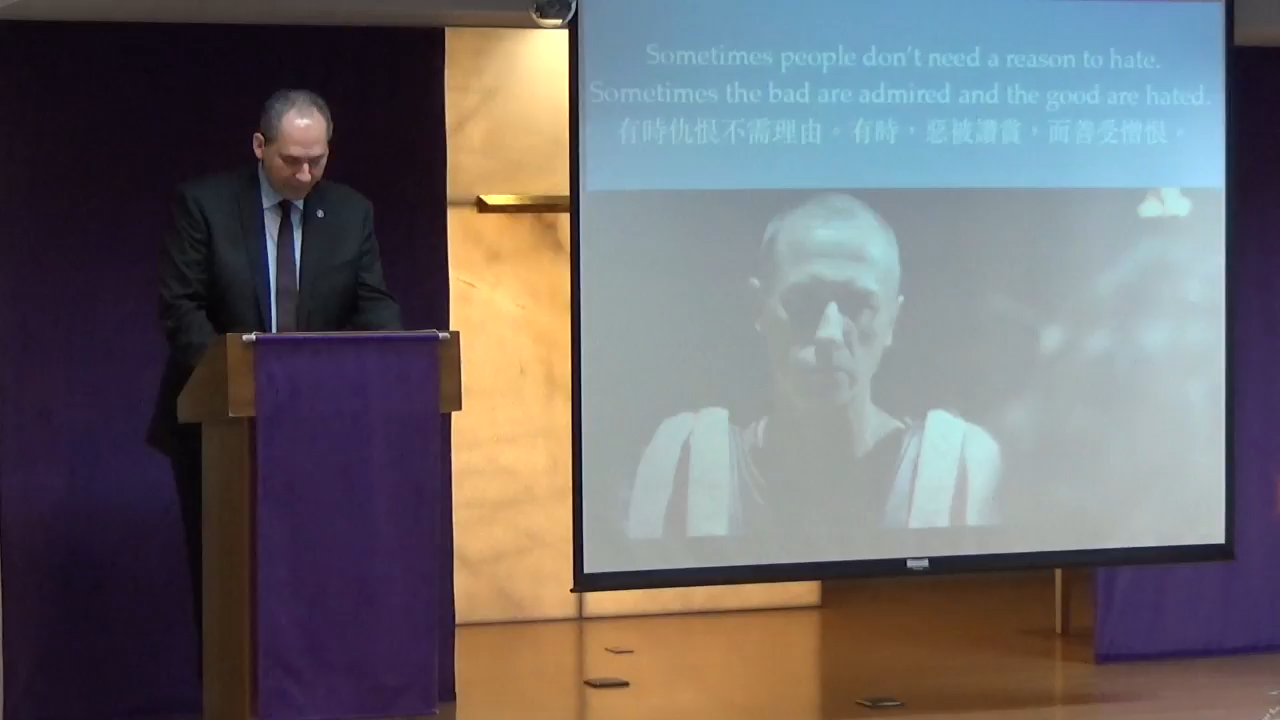 Sometimes people don't need a reason to hate.
Sometimes the bad are admired and the good are hated.
有時仇恨不需理由。有時，惡被讚賞，而善受憎恨。